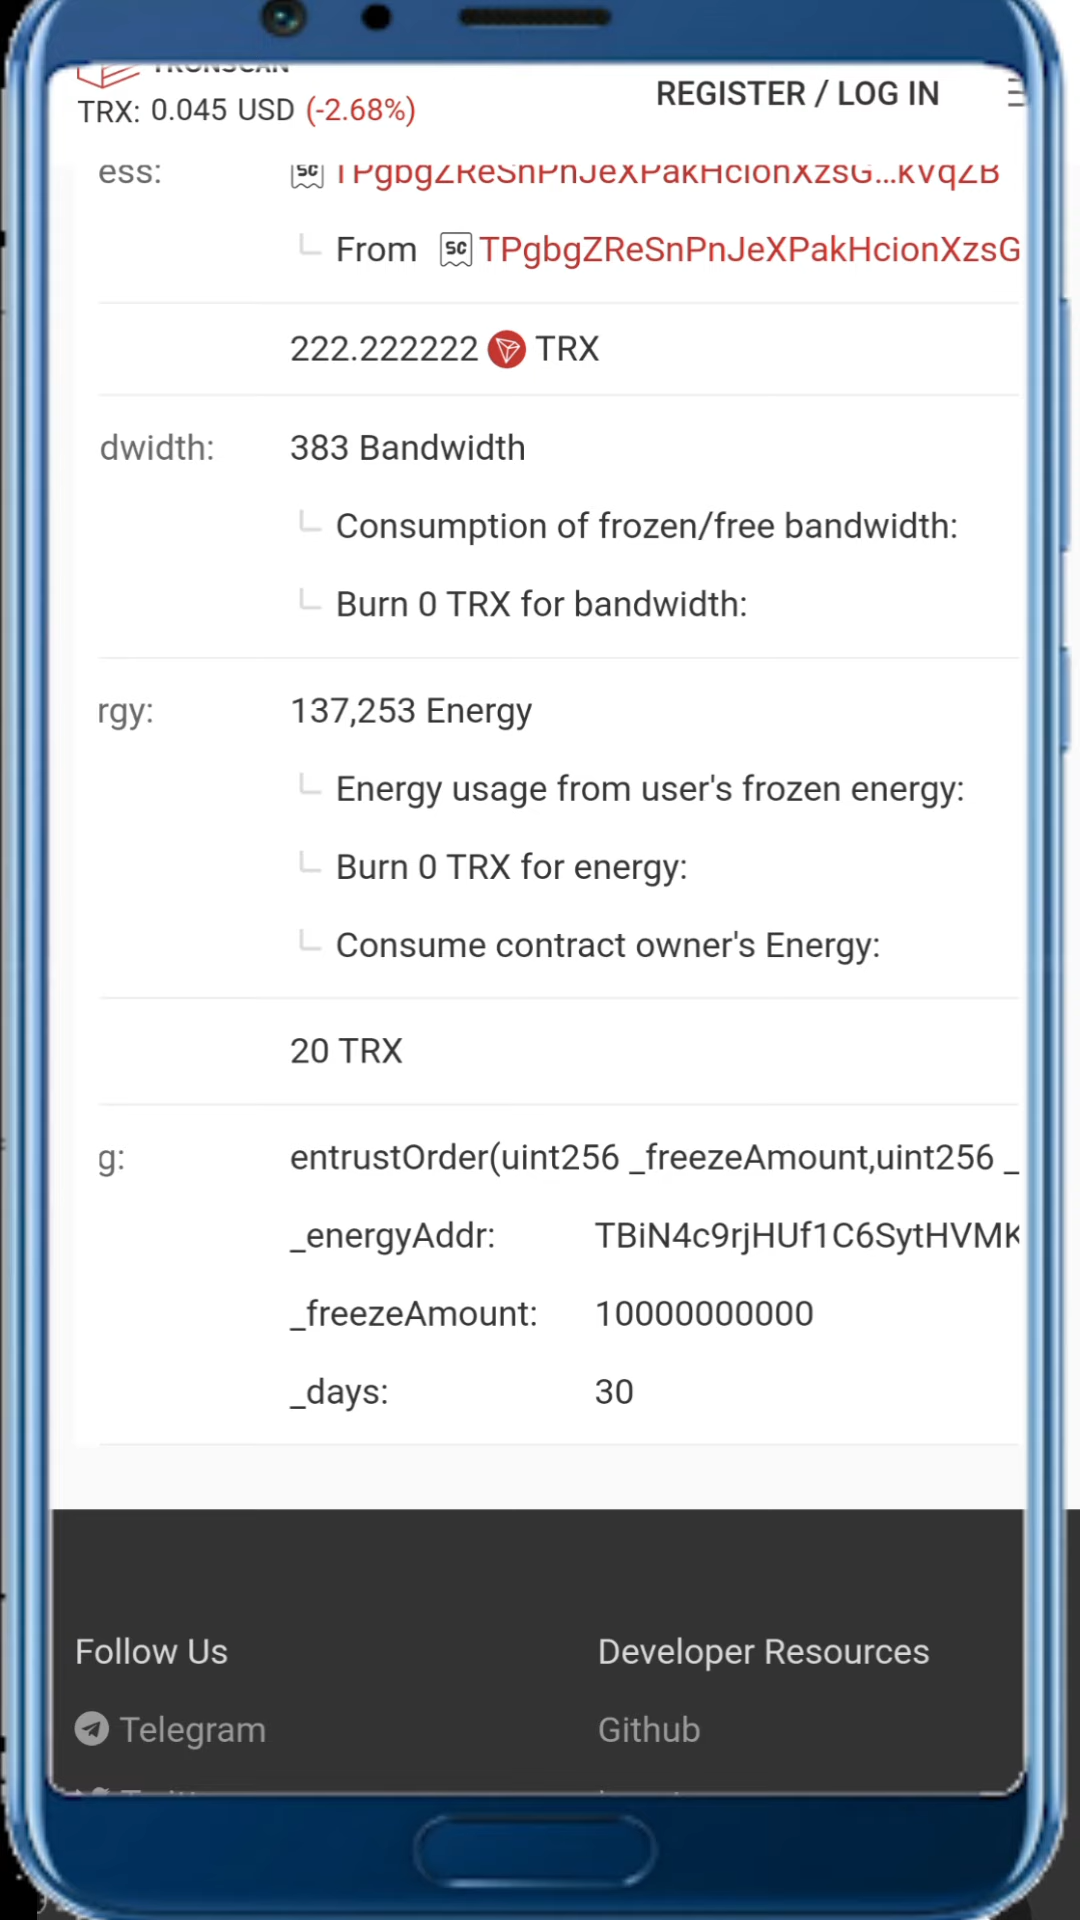 TRONSCAN
TRX: 0.045 USD (-2.68%)
REGISTER / LOG IN
ess: SC TPgbgZReSnPnJeXPakHcionXzsG...kVqZB
From SC TPgbgZReSnPnJeXPakHcionXzsG
222.222222 TRX
dwidth: 383 Bandwidth
Consumption of frozen/free bandwidth:
Burn 0 TRX for bandwidth:
rgy: 137,253 Energy
Energy usage from user's frozen energy:
Burn 0 TRX for energy:
Consume contract owner's Energy:
20 TRX
g: entrustOrder(uint256 _freezeAmount,uint256 _
_energyAddr: TBiN4c9rjHUf1C6SytHVMK
_freezeAmount: 10000000000
_days: 30
Follow Us
Developer Resources
Telegram
Github